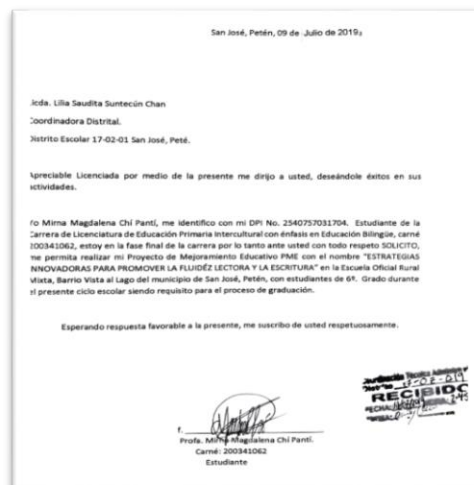 San José, Petén, 09 de Julio de 2019
Lcda. Lilia Saudita Suntecún Chan
Coordinadora Distrital.
Distrito Escolar 17-02-01 San José, Peté.
Apreciable Licenciada por medio de la presente me dirijo a usted, deseándole éxitos en sus
actividades.
Yo Mirna Magdalena Chí Pantí, me identifico con mi DPI No. 2540757031704. Estudiante de la
Carrera de Licenciatura de Educación Primaria Intercultural con énfasis en Educación Bilingüe, carné
200341062, estoy en la fase final de la carrera por lo tanto ante usted con todo respeto SOLICITO,
me permita realizar mi Proyecto de Mejoramiento Educativo PME con el nombre "ESTRATEGIAS
INNOVADORAS PARA PROMOVER LA FLUIDÉZ LECTORA Y LA ESCRITURA" en la Escuela Oficial Rural
Mixta, Barrio Vista al Lago del municipio de San José, Petén, con estudiantes de 6º. Grado durante
el presente ciclo escolar siendo requisito para el proceso de graduación.
Esperando respuesta favorable a la presente, me suscribo de usted respetuosamente.
f.
Profa. Mirna Magdalena Chí Pantí.
Carné: 200341062
Estudiante
Coordinación Técnica Administrativa
RECIBIDO